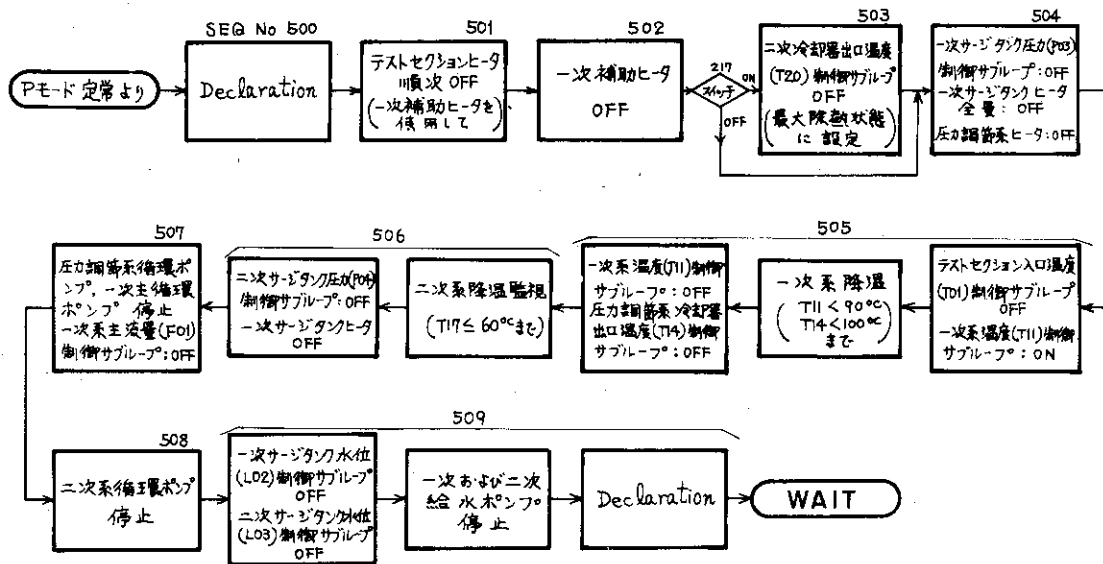 SEQ No 500
Pモード定常より
Declaration
501
テストセクションヒータ
順次 OFF
(一次補助ヒータを
使用して)
502
一次補助ヒータ
OFF
217
スイッチ
ON
OFF
503
二次冷却器出口温度
(T20)制御サブループ
OFF
(最大除熱状態
に設定)
504
一次サージタンク圧力(P03)
制御サブループ:OFF
一次サージタンクヒータ
全量:OFF
圧力調節系ヒータ:OFF
505
テストセクション入口温度
(T01)制御サブループ
OFF
一次系温度(T11)制御
サブループ:ON
一次系降温
(T11<90℃
T14<100℃
まで)
一次系温度(T11)制御
サブループ:OFF
圧力調節系冷却器
出口温度(T14)制御
サブループ:OFF
506
二次系降温監視
(T17≤60℃まで)
二次サージタンク圧力(P04)
制御サブループ:OFF
一次サージタンクヒータ
OFF
507
圧力調節系循環ポ
ンプ,一次主循環
ポンプ 停止
一次系主流量(F01)
制御サブループ:OFF
508
二次系循環ポンプ
停止
509
一次サージタンク水位
(L02)制御サブループ
OFF
二次サージタンク水位
(L03)制御サブループ
OFF
一次および二次
給水ポンプ
停止
Declaration
WAIT